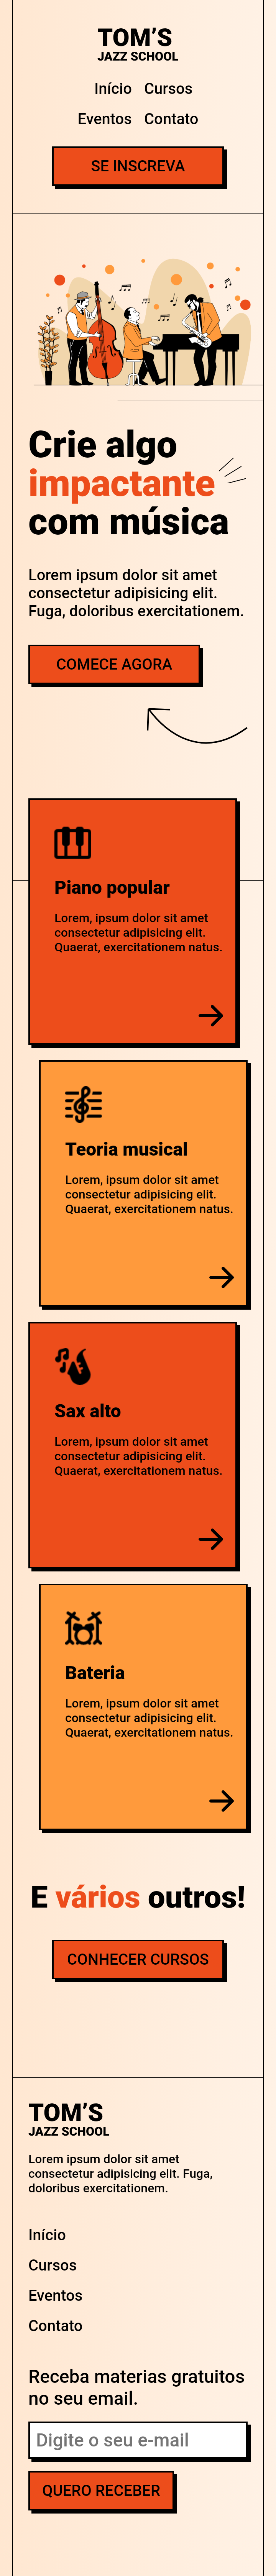 TOM'S
JAZZ SCHOOL
Início Cursos
Eventos Contato
SE INSCREVA
Crie algo
impactante
com música
Lorem ipsum dolor sit amet
consectetur adipisicing elit.
Fuga, doloribus exercitationem.
COMECE AGORA
Piano popular
Lorem, ipsum dolor sit amet
consectetur adipisicing elit.
Quaerat, exercitationem natus.
Teoria musical
Lorem, ipsum dolor sit amet
consectetur adipisicing elit.
Quaerat, exercitationem natus.
Sax alto
Lorem, ipsum dolor sit amet
consectetur adipisicing elit.
Quaerat, exercitationem natus.
Bateria
Lorem, ipsum dolor sit amet
consectetur adipisicing elit.
Quaerat, exercitationem natus.
E vários outros!
CONHECER CURSOS
TOM'S
JAZZ SCHOOL
Lorem ipsum dolor sit amet
consectetur adipisicing elit. Fuga,
doloribus exercitationem.
Início
Cursos
Eventos
Contato
Receba materias gratuitos
no seu email.
Digite o seu e-mail
QUERO RECEBER